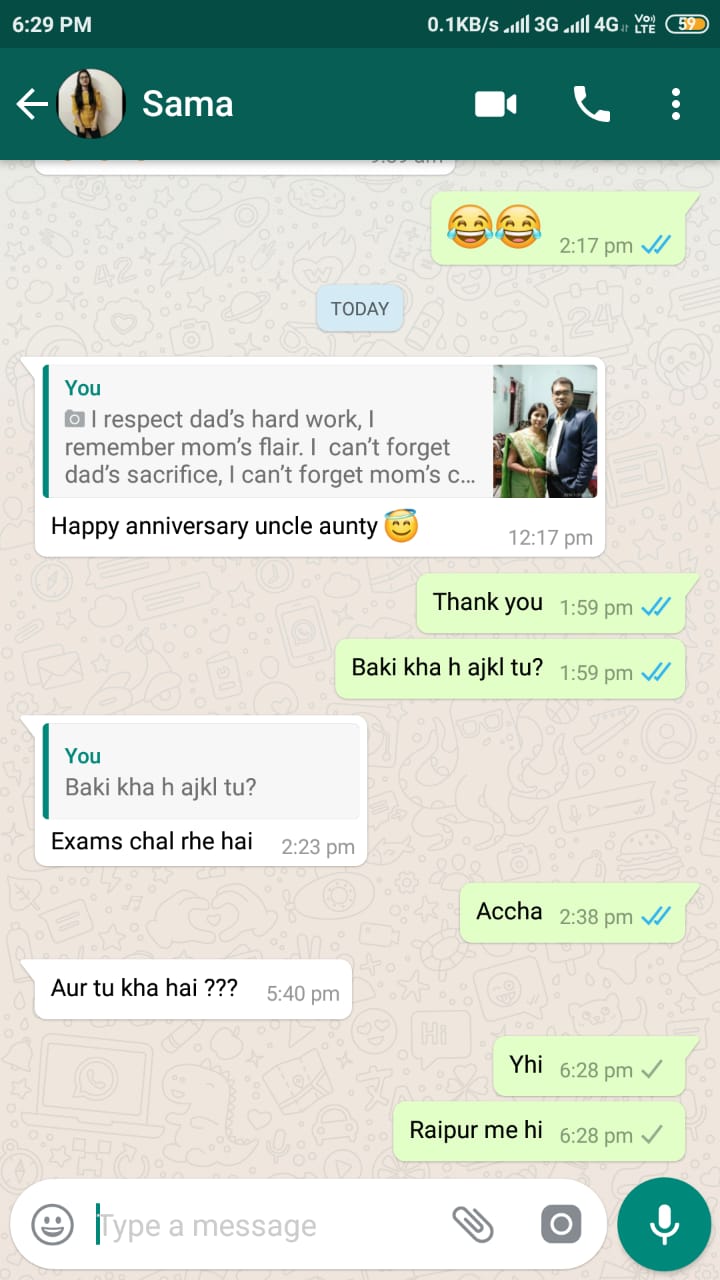 6:29 PM
0.1KB/s 3G 4G Vo)) LTE 59
Sama
2:17 pm
TODAY
You
I respect dad's hard work, I
remember mom's flair. I can't forget
dad's sacrifice, I can't forget mom's c...
Happy anniversary uncle aunty
12:17 pm
Thank you 1:59 pm
Baki kha h ajkl tu? 1:59 pm
You
Baki kha h ajkl tu?
Exams chal rhe hai 2:23 pm
Accha 2:38 pm
Aur tu kha hai ??? 5:40 pm
Yhi 6:28 pm
Raipur me hi 6:28 pm
Type a message